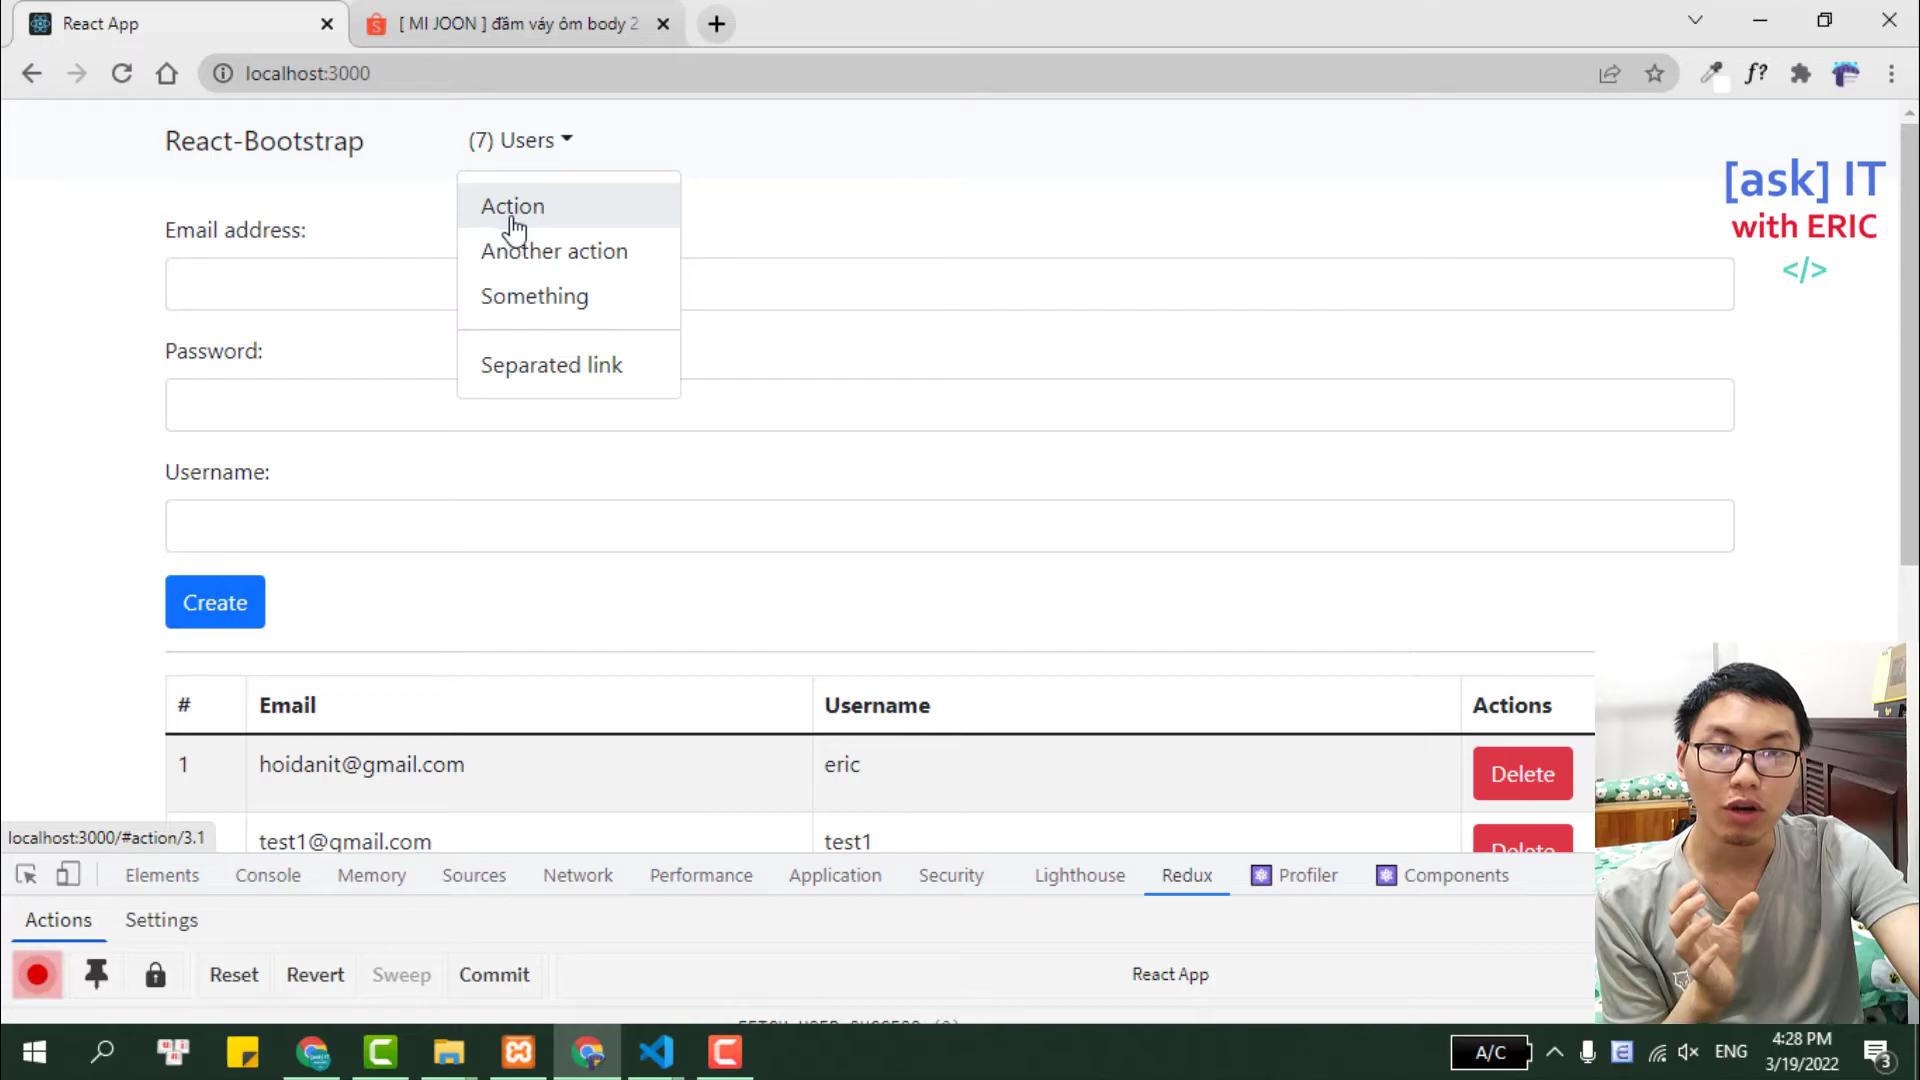 React App
[ MI JOON ] đầm váy ôm body 2
localhost:3000
f?
React-Bootstrap
(7) Users
[ask] IT
with ERIC
</>
Action
Another action
Something
Separated link
Email address:
Password:
Username:
Create
# Email Username Actions
1 hoidanit@gmail.com eric Delete
test1@gmail.com test1 Delete
localhost:3000/#action/3.1
Elements Console Memory Sources Network Performance Application Security Lighthouse Redux Profiler Components
Actions Settings
Reset Revert Sweep Commit React App
A/C ENG 4:28 PM
3/19/2022
3